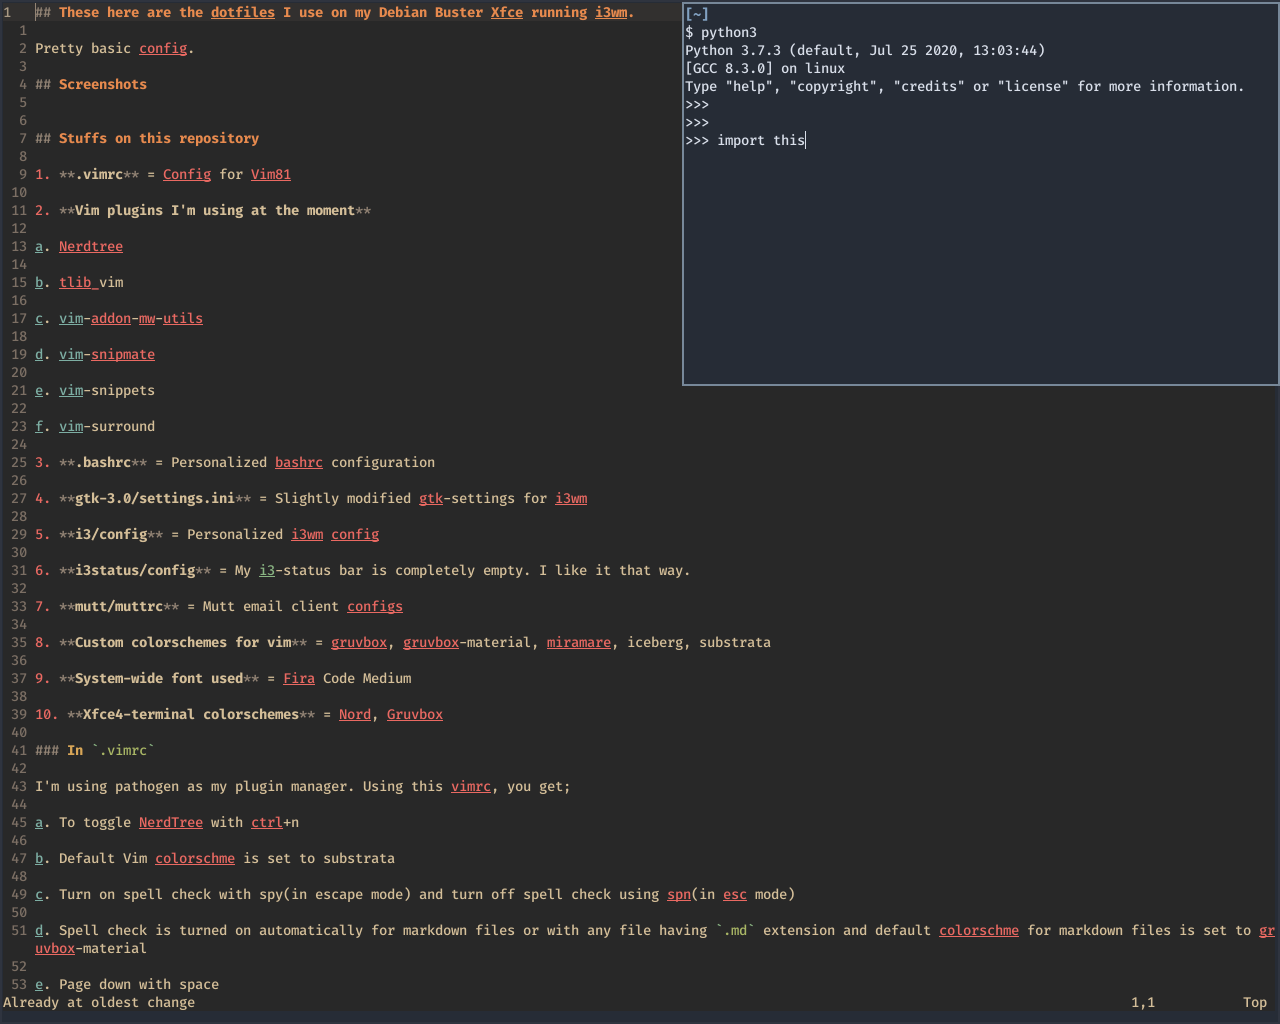 1 ## These here are the dotfiles I use on my Debian Buster Xfce running i3wm.
1
2 Pretty basic config.
3
4 ## Screenshots
5
6
7 ## Stuffs on this repository
8
9 1. **.vimrc** = Config for Vim81
10
11 2. **Vim plugins I'm using at the moment**
12
13 a. Nerdtree
14
15 b. tlib_vim
16
17 c. vim-addon-mw-utils
18
19 d. vim-snipmate
20
21 e. vim-snippets
22
23 f. vim-surround
24
25 3. **.bashrc** = Personalized bashrc configuration
26
27 4. **gtk-3.0/settings.ini** = Slightly modified gtk-settings for i3wm
28
29 5. **i3/config** = Personalized i3wm config
30
31 6. **i3status/config** = My i3-status bar is completely empty. I like it that way.
32
33 7. **mutt/muttrc** = Mutt email client configs
34
35 8. **Custom colorschemes for vim** = gruvbox, gruvbox-material, miramare, iceberg, substrata
36
37 9. **System-wide font used** = Fira Code Medium
38
39 10. **Xfce4-terminal colorschemes** = Nord, Gruvbox
40
41 ### In `.vimrc`
42
43 I'm using pathogen as my plugin manager. Using this vimrc, you get;
44
45 a. To toggle NerdTree with ctrl+n
46
47 b. Default Vim colorschme is set to substrata
48
49 c. Turn on spell check with spy(in escape mode) and turn off spell check using spn(in esc mode)
50
51 d. Spell check is turned on automatically for markdown files or with any file having `.md` extension and default colorschme for markdown files is set to gr
uvbox-material
52
53 e. Page down with space
Already at oldest change 1,1 Top
[~]
$ python3
Python 3.7.3 (default, Jul 25 2020, 13:03:44)
[GCC 8.3.0] on linux
Type "help", "copyright", "credits" or "license" for more information.
>>>
>>>
>>> import this